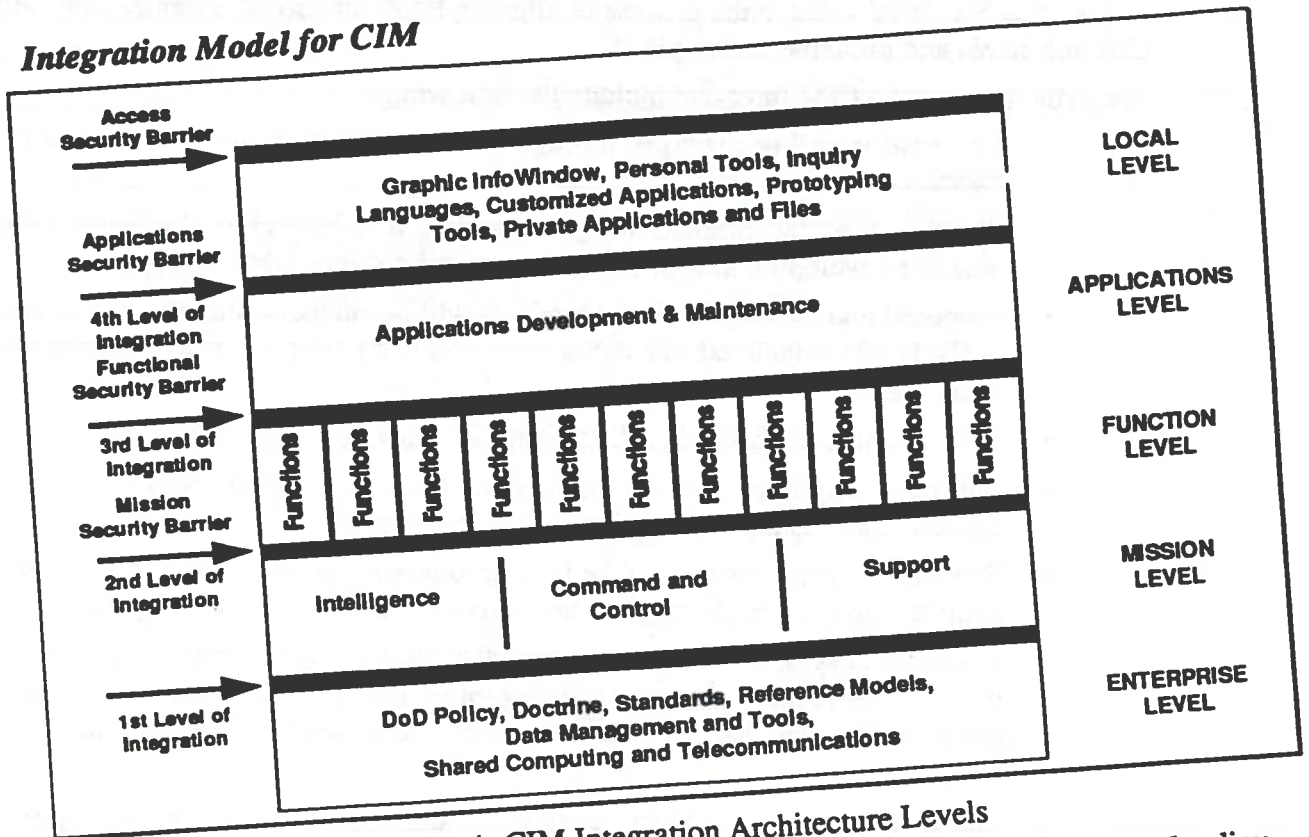 Integration Model for CIM
Access
Security Barrier
Graphic InfoWindow, Personal Tools, Inquiry
Languages, Customized Applications, Prototyping
Tools, Private Applications and Files
LOCAL
LEVEL
Applications
Security Barrier
4th Level of
Integration
Applications Development & Maintenance
APPLICATIONS
LEVEL
Functional
Security Barrier
3rd Level of
Integration
Functions
Functions
Functions
Functions
Functions
Functions
Functions
Functions
Functions
Functions
Functions
FUNCTION
LEVEL
Mission
Security Barrier
2nd Level of
Integration
Intelligence
Command and
Control
Support
MISSION
LEVEL
1st Level of
Integration
DoD Policy, Doctrine, Standards, Reference Models,
Data Management and Tools,
Shared Computing and Telecommunications
ENTERPRISE
LEVEL
CIM Integration Architecture Levels